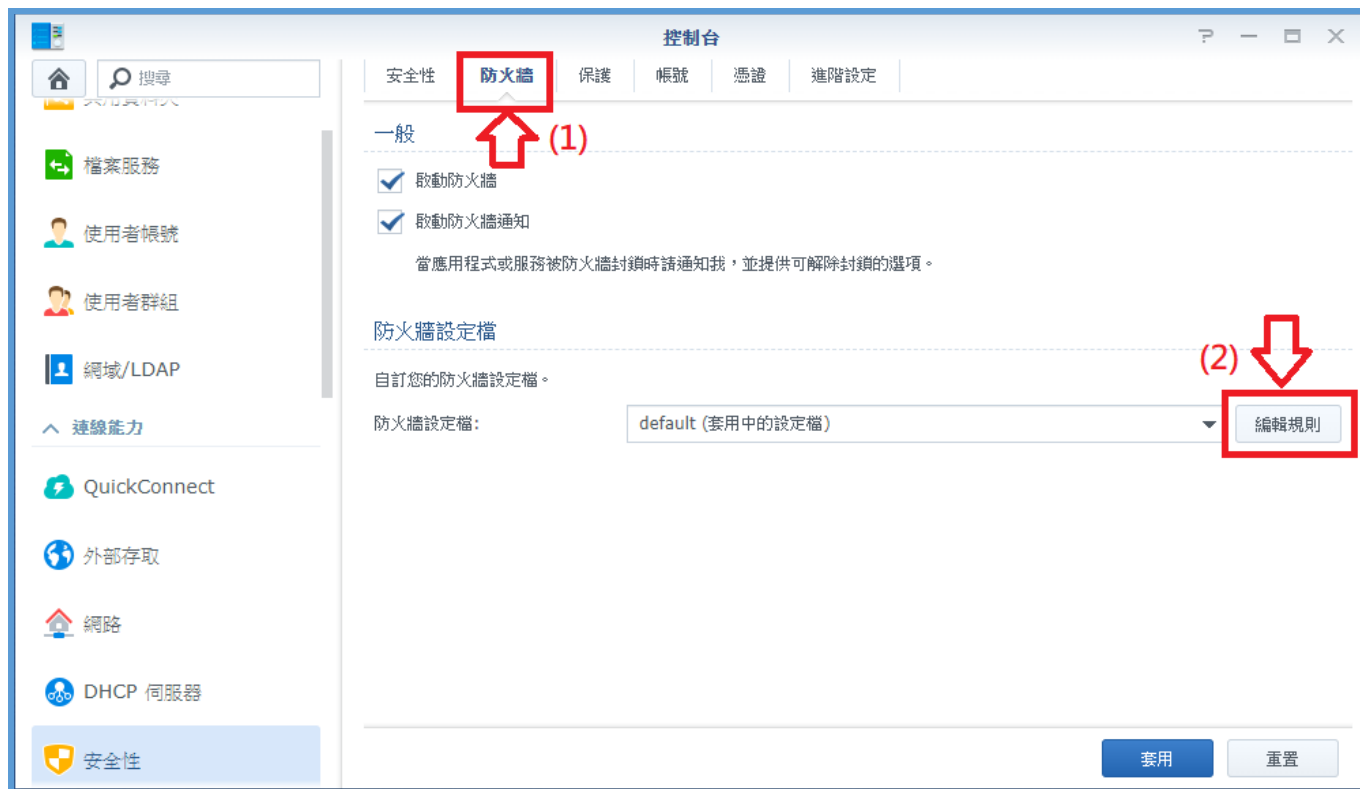 控制台
搜尋
安全性 防火牆 保護 帳號 憑證 進階設定
共用資料夾
檔案服務
使用者帳號
使用者群組
網域/LDAP
連線能力
QuickConnect
外部存取
網路
DHCP 伺服器
安全性
(1)
一般
啟動防火牆
啟動防火牆通知
當應用程式或服務被防火牆封鎖時請通知我，並提供可解除封鎖的選項。
防火牆設定檔
(2)
自訂您的防火牆設定檔。
防火牆設定檔: default (套用中的設定檔) 編輯規則
套用 重置